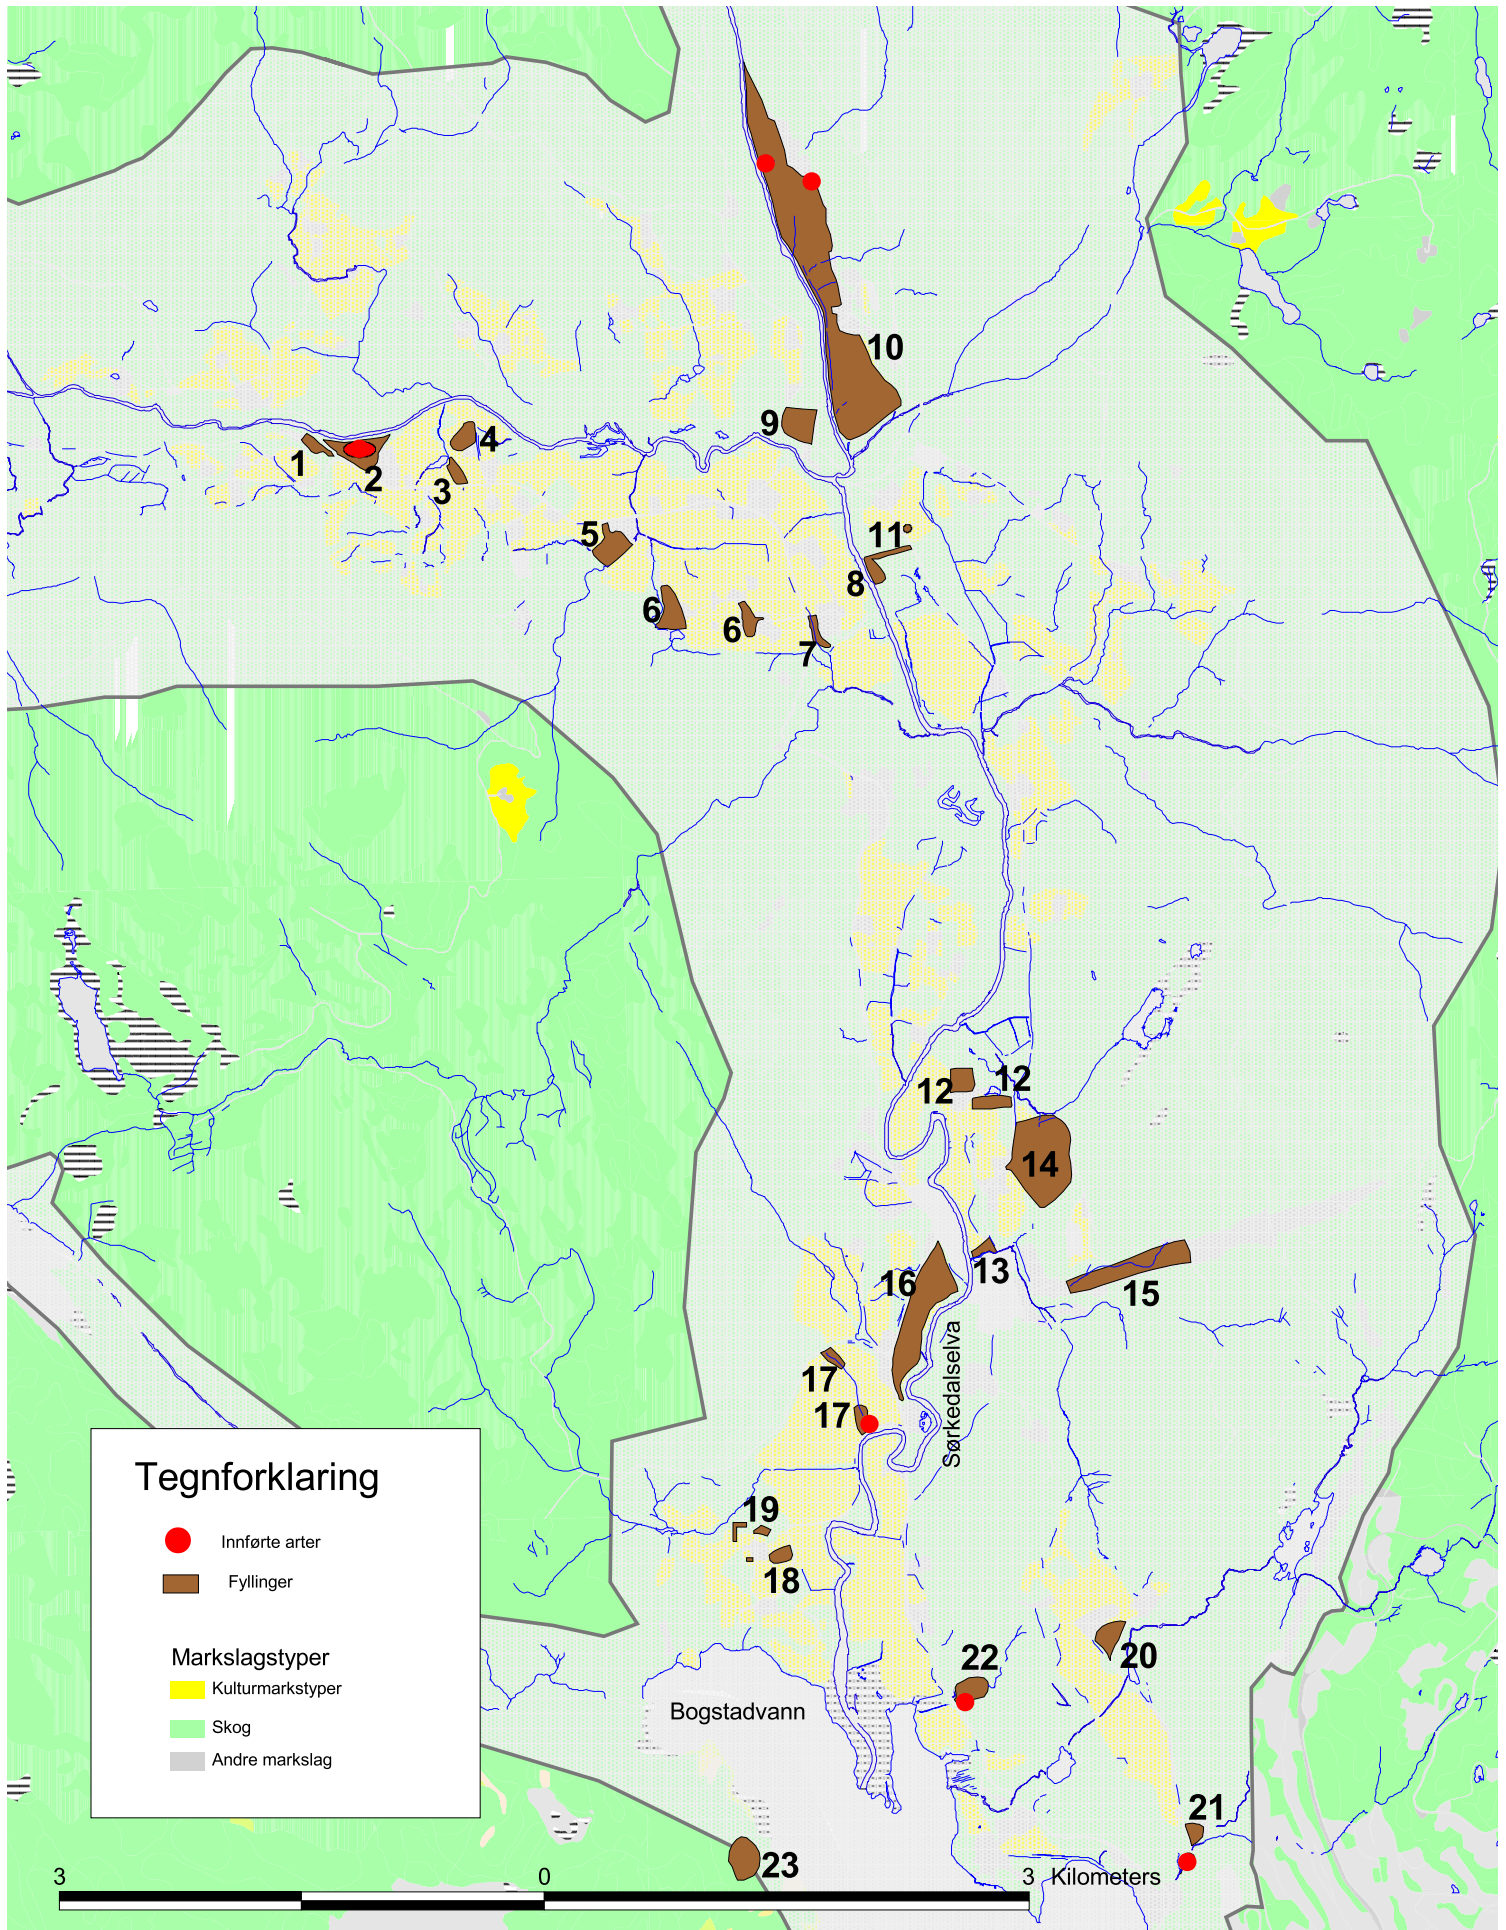 10
9
4
1
2
3
11
5
8
6
6
7
12
12
14
13
16
15
Sørkedalselva
17
17
19
18
20
22
Bogstadvann
21
23
Tegnforklaring
Innførte arter
Fyllinger
Markslagstyper
Kulturmarkstyper
Skog
Andre markslag
3 0 3 Kilometers